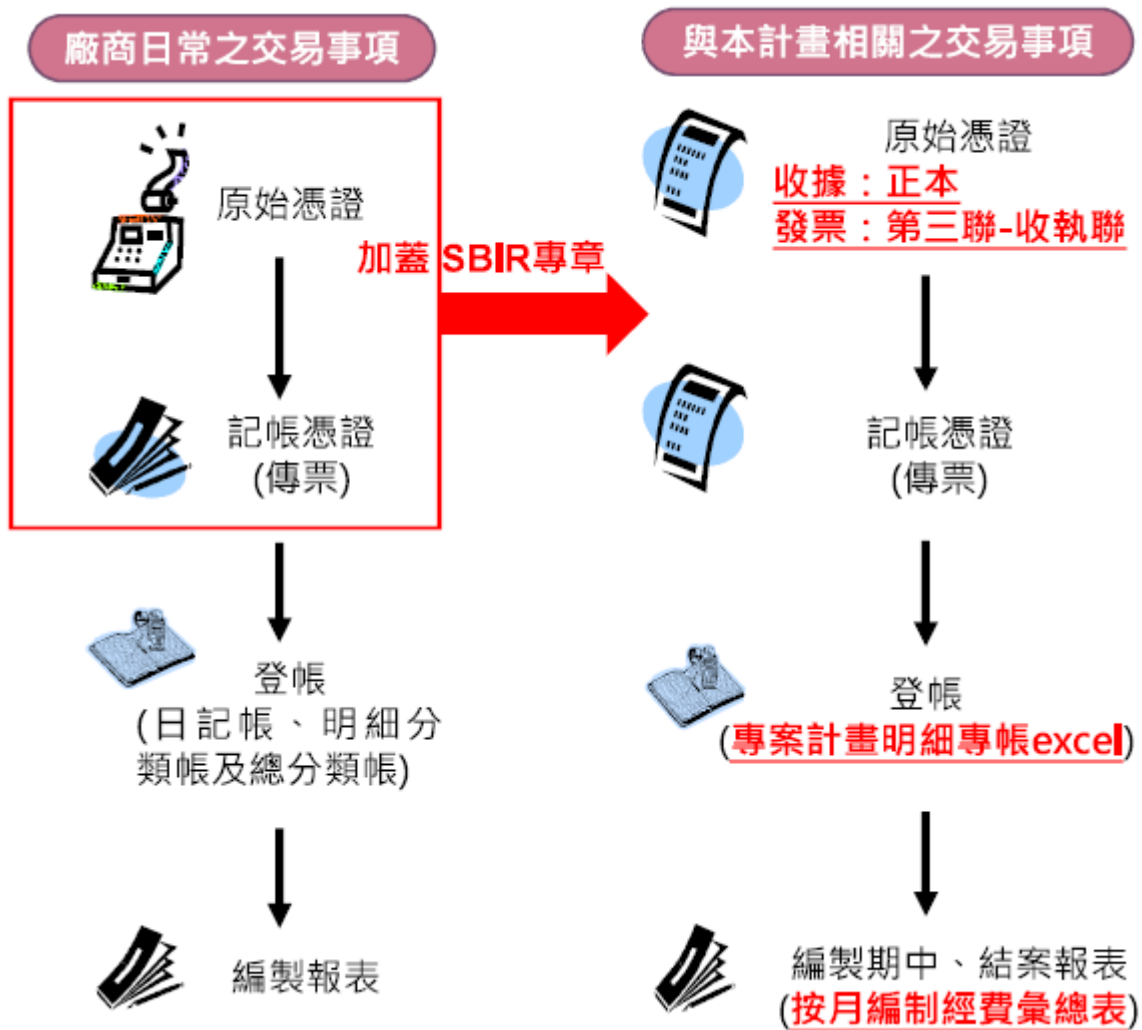 廠商日常之交易事項
原始憑證
記帳憑證
(傳票)
登帳
(日記帳、明細分
類帳及總分類帳)
編製報表
加蓋 SBIR專章
與本計畫相關之交易事項
原始憑證
收據：正本
發票：第三聯-收執聯
記帳憑證
(傳票)
登帳
(專案計畫明細專帳excel)
編製期中、結案報表
(按月編制經費彙總表)